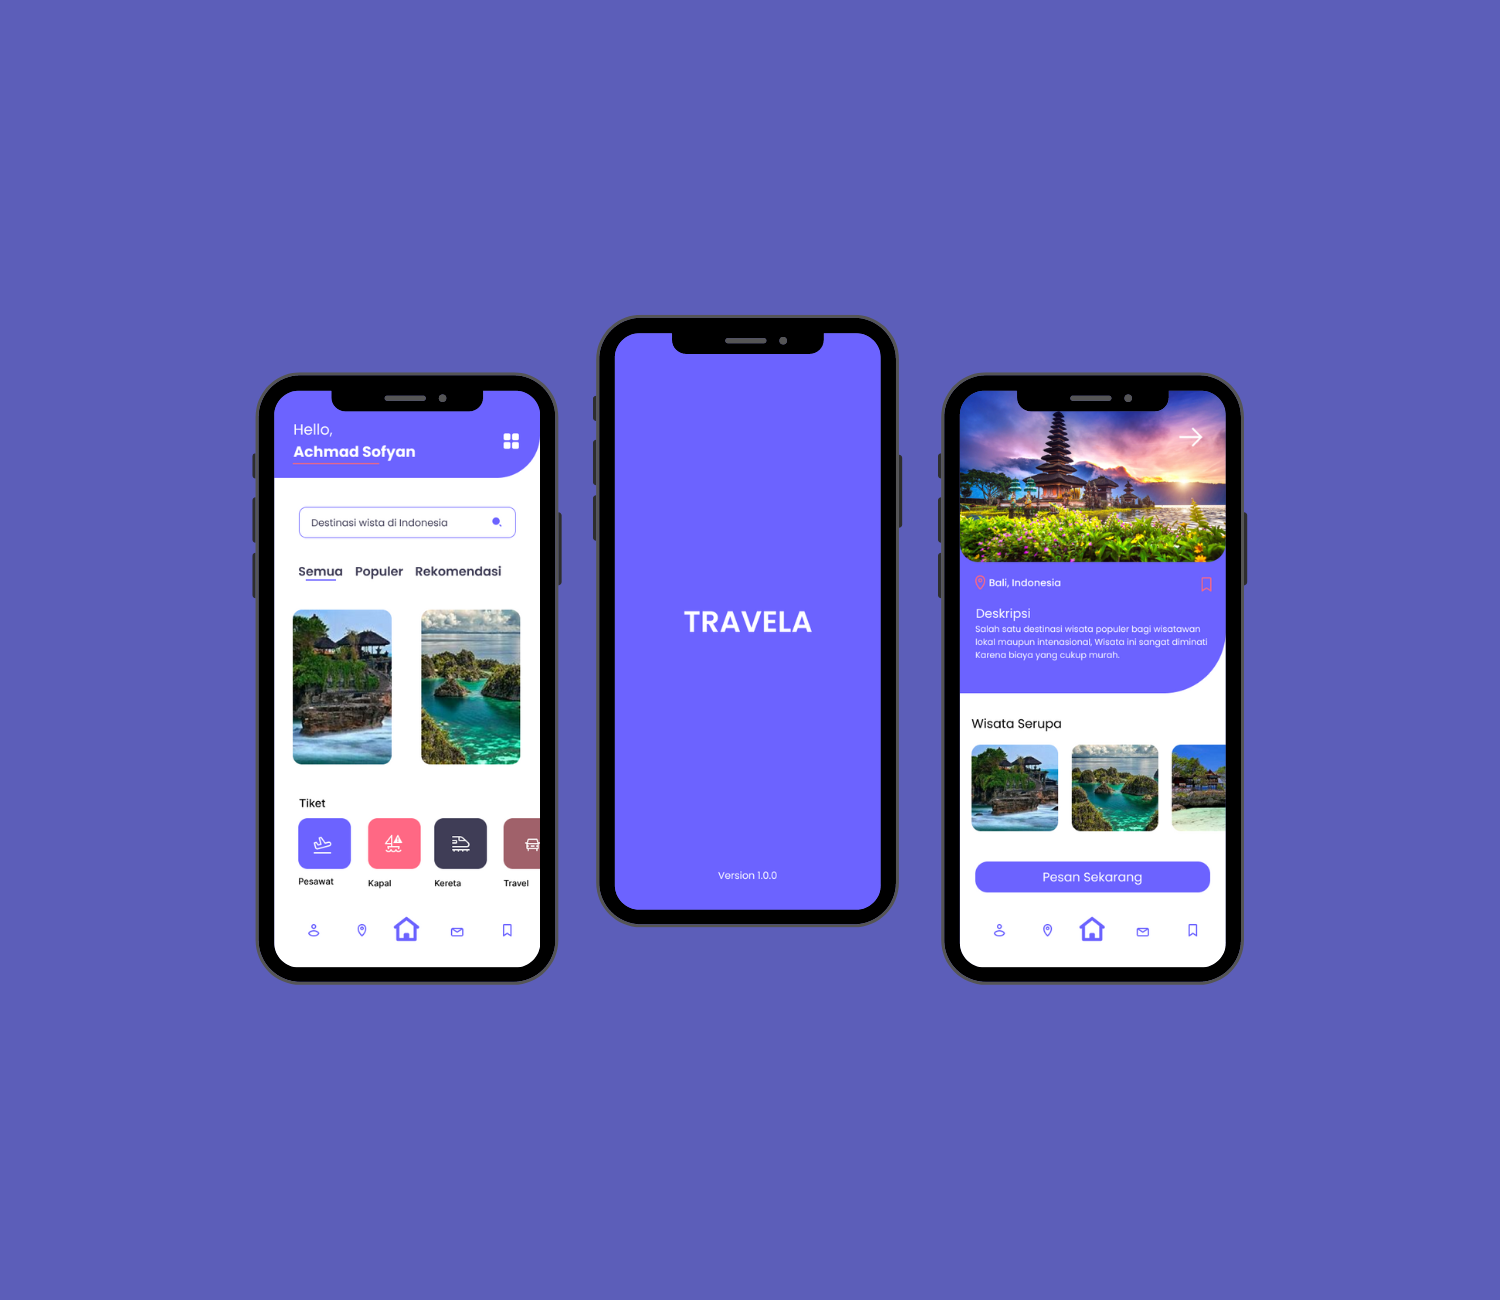 Hello,
Achmad Sofyan
Destinasi wista di Indonesia
Semua Populer Rekomendasi
Tiket
Pesawat Kapal Kereta Travel
TRAVELA
Version 1.0.0
Bali, Indonesia
Deskripsi
Salah satu destinasi wisata populer bagi wisatawan
lokal maupun intenasional, Wisata ini sangat diminati
Karena biaya yang cukup murah.
Wisata Serupa
Pesan Sekarang